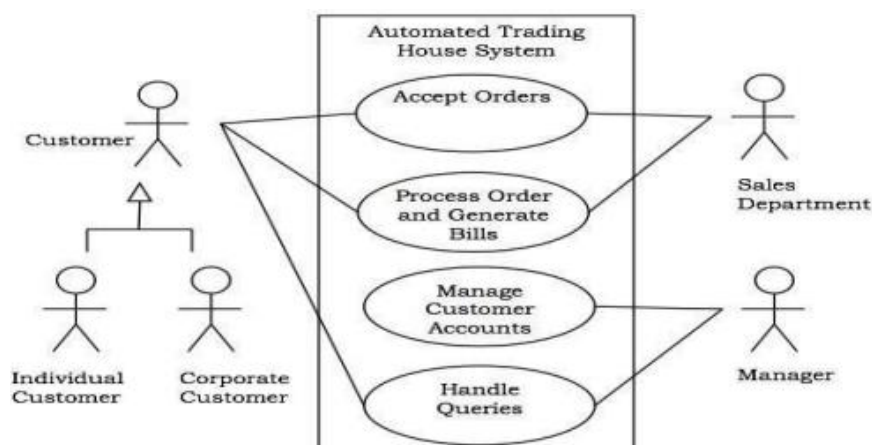 Automated Trading
House System
Accept Orders
Customer
Process Order
and Generate
Bills
Sales
Department
Manage
Customer
Accounts
Individual
Customer
Corporate
Customer
Handle
Queries
Manager